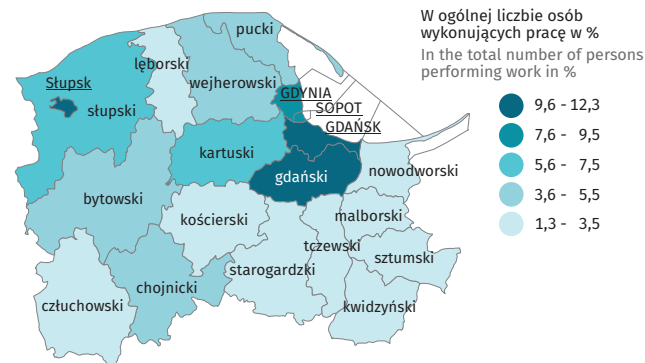 W ogólnej liczbie osób
wykonujących pracę w %
In the total number of persons
performing work in %
9,6 - 12,3
7,6 - 9,5
5,6 - 7,5
3,6 - 5,5
1,3 - 3,5
pucki
lęborski
wejherowski
Słupsk
słupski
GDYNIA
SOPOT
GDAŃSK
kartuski
gdański
nowodworski
bytowski
kościerski
malborski
tczewski
sztumski
starogardzki
chojnicki
człuchowski
kwidzyński